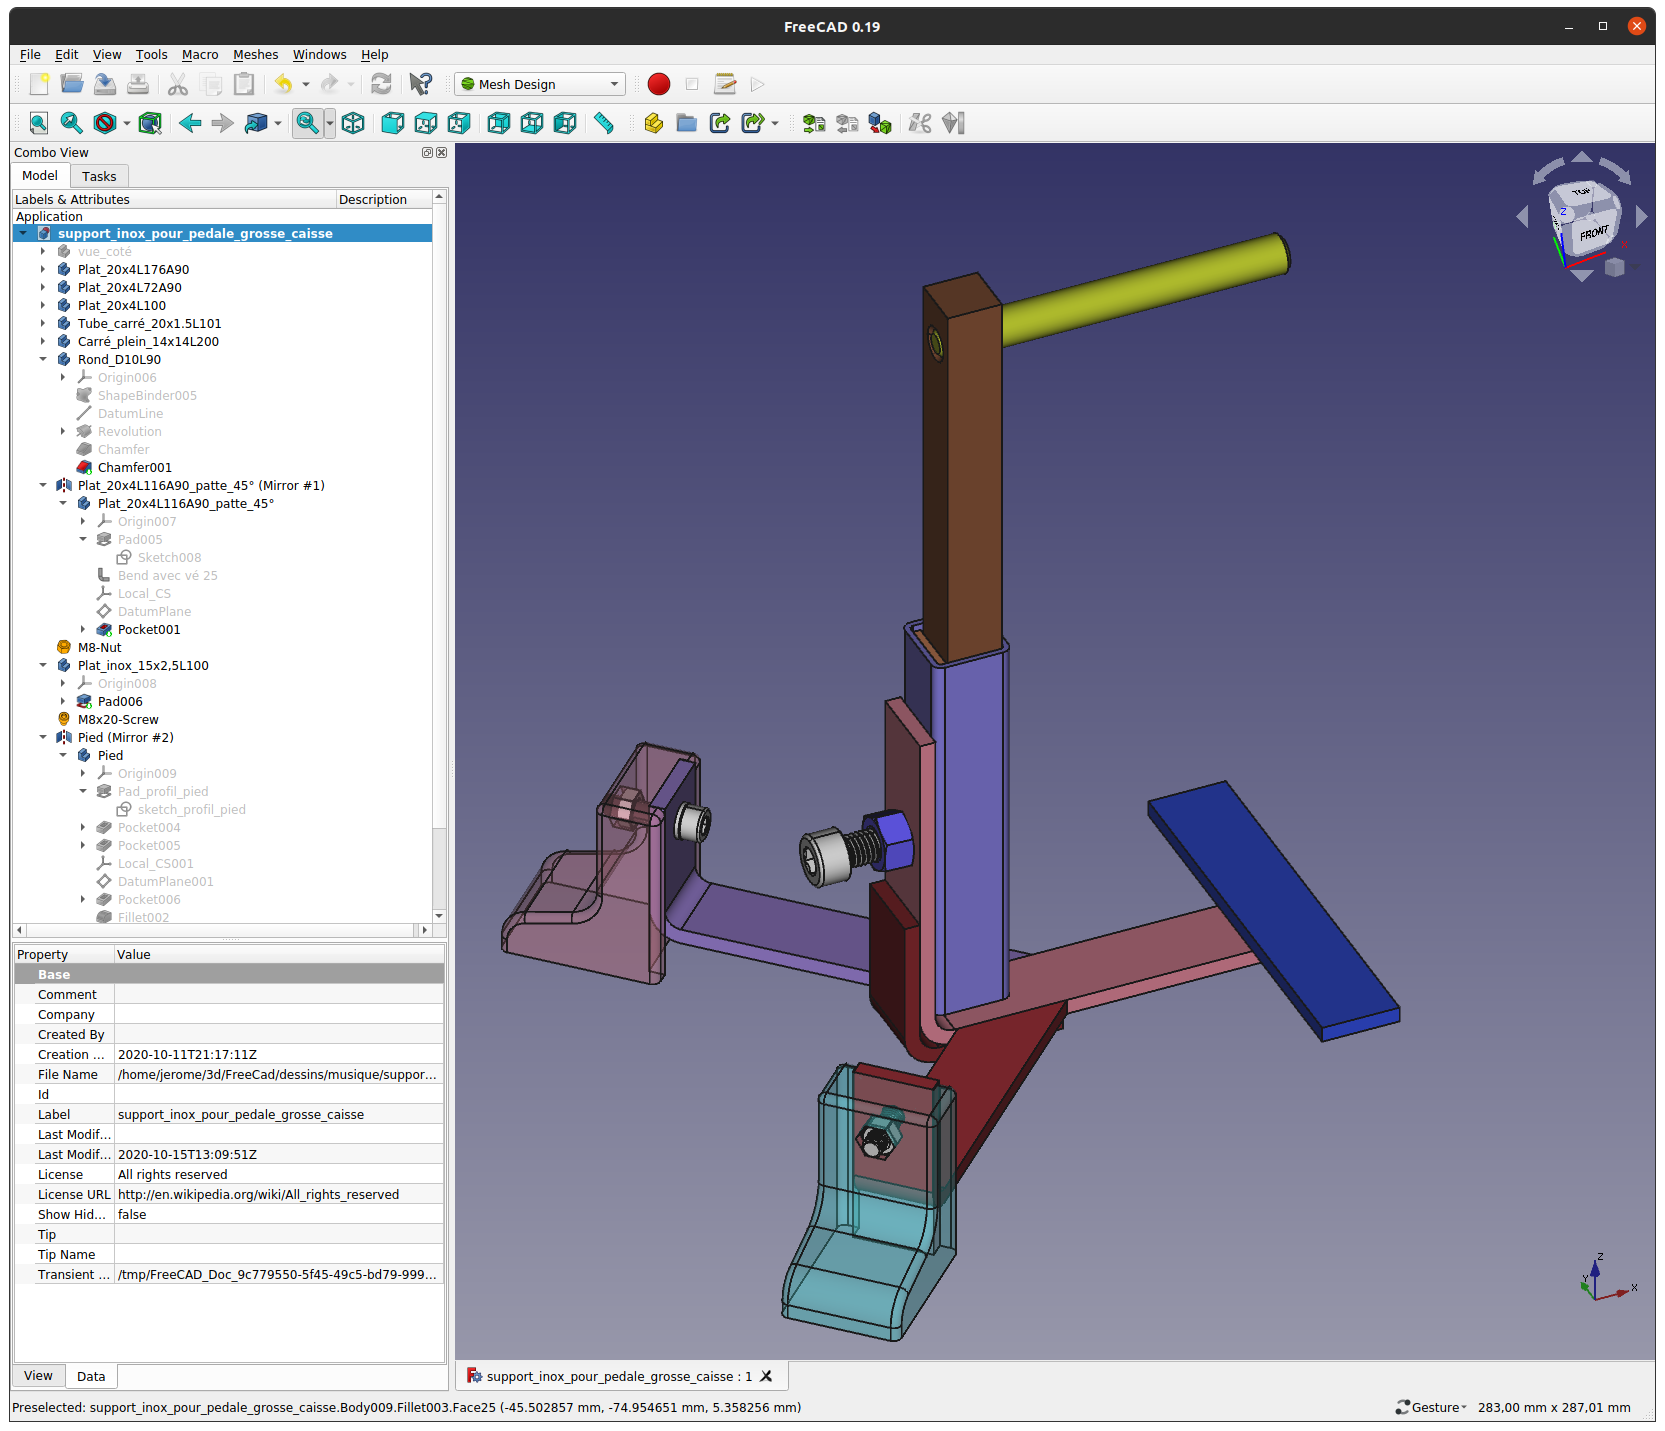 FreeCAD 0.19
File Edit View Tools Macro Meshes Windows Help
Mesh Design
Combo View
Model Tasks
Labels & Attributes Description
Application
support_inox_pour_pedale_grosse_caisse
vue_coté
Plat_20x4L176A90
Plat_20x4L72A90
Plat_20x4L100
Tube_carré_20x1.5L101
Carré_plein_14x14L200
Rond_D10L90
Origin006
ShapeBinder005
DatumLine
Revolution
Chamfer
Chamfer001
Plat_20x4L116A90_patte_45° (Mirror #1)
Plat_20x4L116A90_patte_45°
Origin007
Pad005
Sketch008
Bend avec vé 25
Local_CS
DatumPlane
Pocket001
M8-Nut
Plat_inox_15x2,5L100
Origin008
Pad006
M8x20-Screw
Pied (Mirror #2)
Pied
Origin009
Pad_profil_pied
sketch_profil_pied
Pocket004
Pocket005
Local_CS001
DatumPlane001
Pocket006
Fillet002
Property Value
Base
Comment
Company
Created By
Creation ... 2020-10-11T21:17:11Z
File Name /home/jerome/3d/FreeCad/dessins/musique/suppor...
Id
Label support_inox_pour_pedale_grosse_caisse
Last Modif...
Last Modif... 2020-10-15T13:09:51Z
License All rights reserved
License URL http://en.wikipedia.org/wiki/All_rights_reserved
Show Hid... false
Tip
Tip Name
Transient ... /tmp/FreeCAD_Doc_9c779550-5f45-49c5-bd79-999...
View Data
TOP
Z
FRONT
X
Z
Y
X
support_inox_pour_pedale_grosse_caisse : 1
Preselected: support_inox_pour_pedale_grosse_caisse.Body009.Fillet003.Face25 (-45.502857 mm, -74.954651 mm, 5.358256 mm)
Gesture 283,00 mm x 287,01 mm